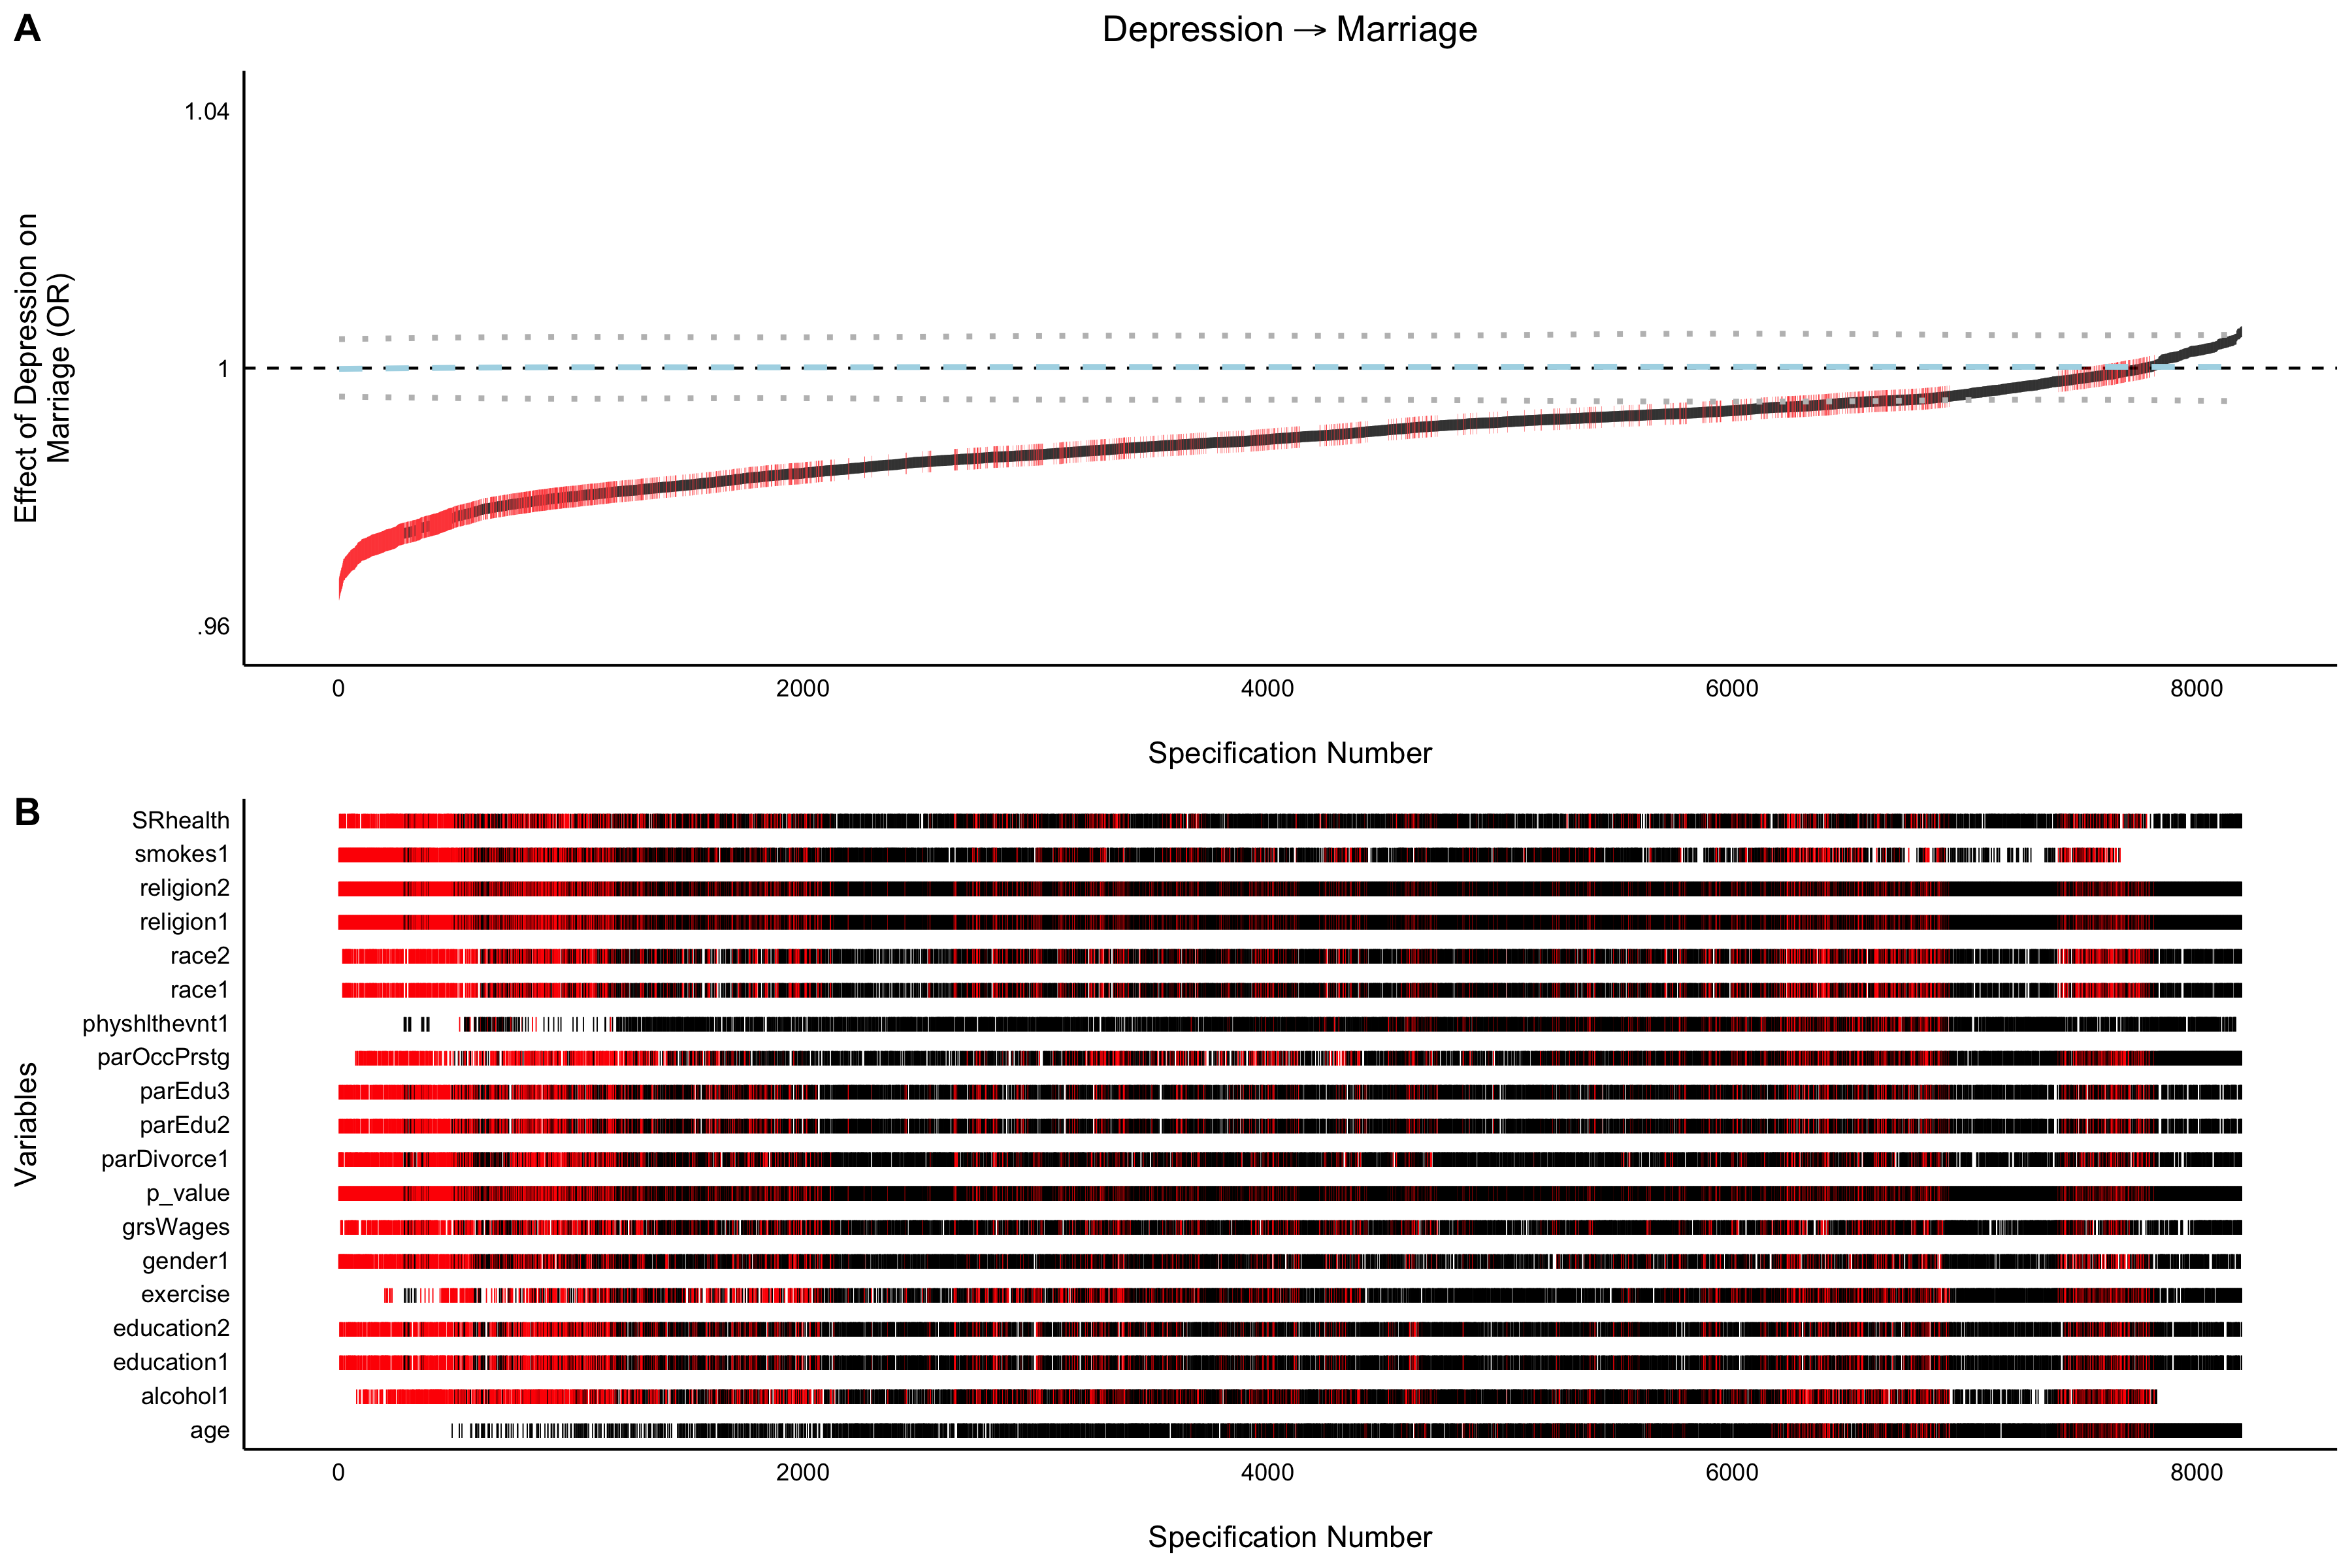 A
Depression → Marriage
Effect of Depression on
Marriage (OR)
1.04
1
.96
0 2000 4000 6000 8000
Specification Number
B
Variables
SRhealth
smokes1
religion2
religion1
race2
race1
physhlthevnt1
parOccPrstg
parEdu3
parEdu2
parDivorce1
p_value
grsWages
gender1
exercise
education2
education1
alcohol1
age
0 2000 4000 6000 8000
Specification Number